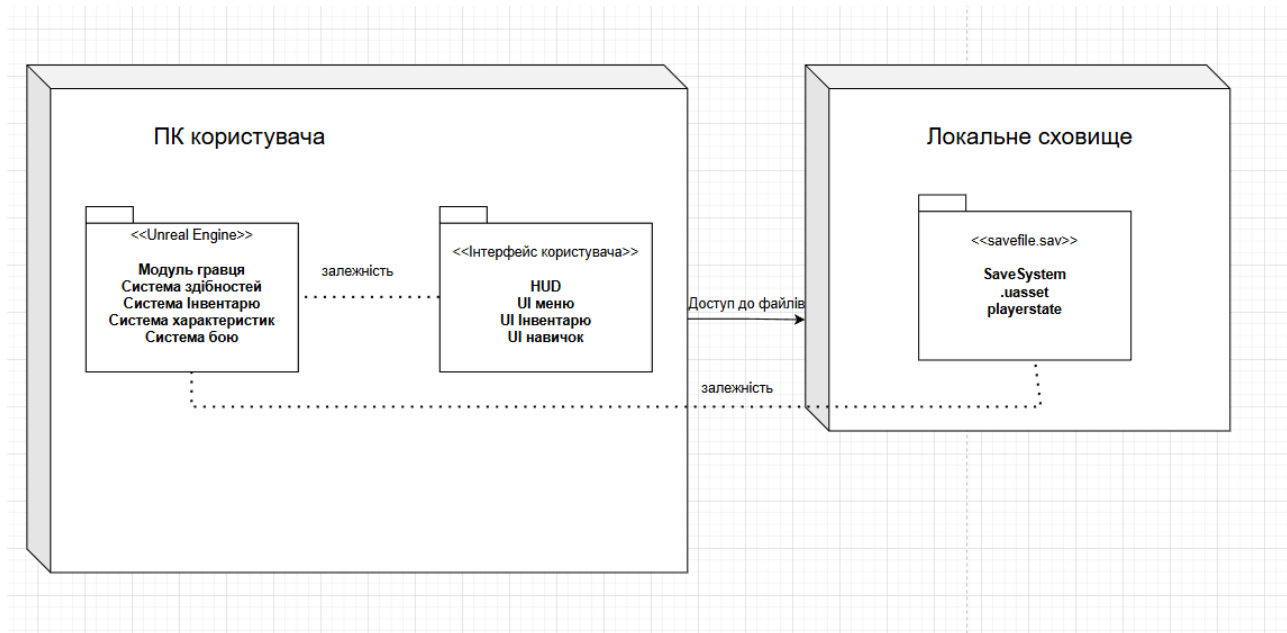 ПК користувача
<<Unreal Engine>>
Модуль гравця
Система здібностей
Система Інвентарю
Система характеристик
Система бою
залежність
<<Інтерфейс користувача>>
HUD
UI меню
UI Інвентарю
UI навичок
Доступ до файлів
залежність
Локальне сховище
<<savefile.sav>>
SaveSystem
.uasset
playerstate